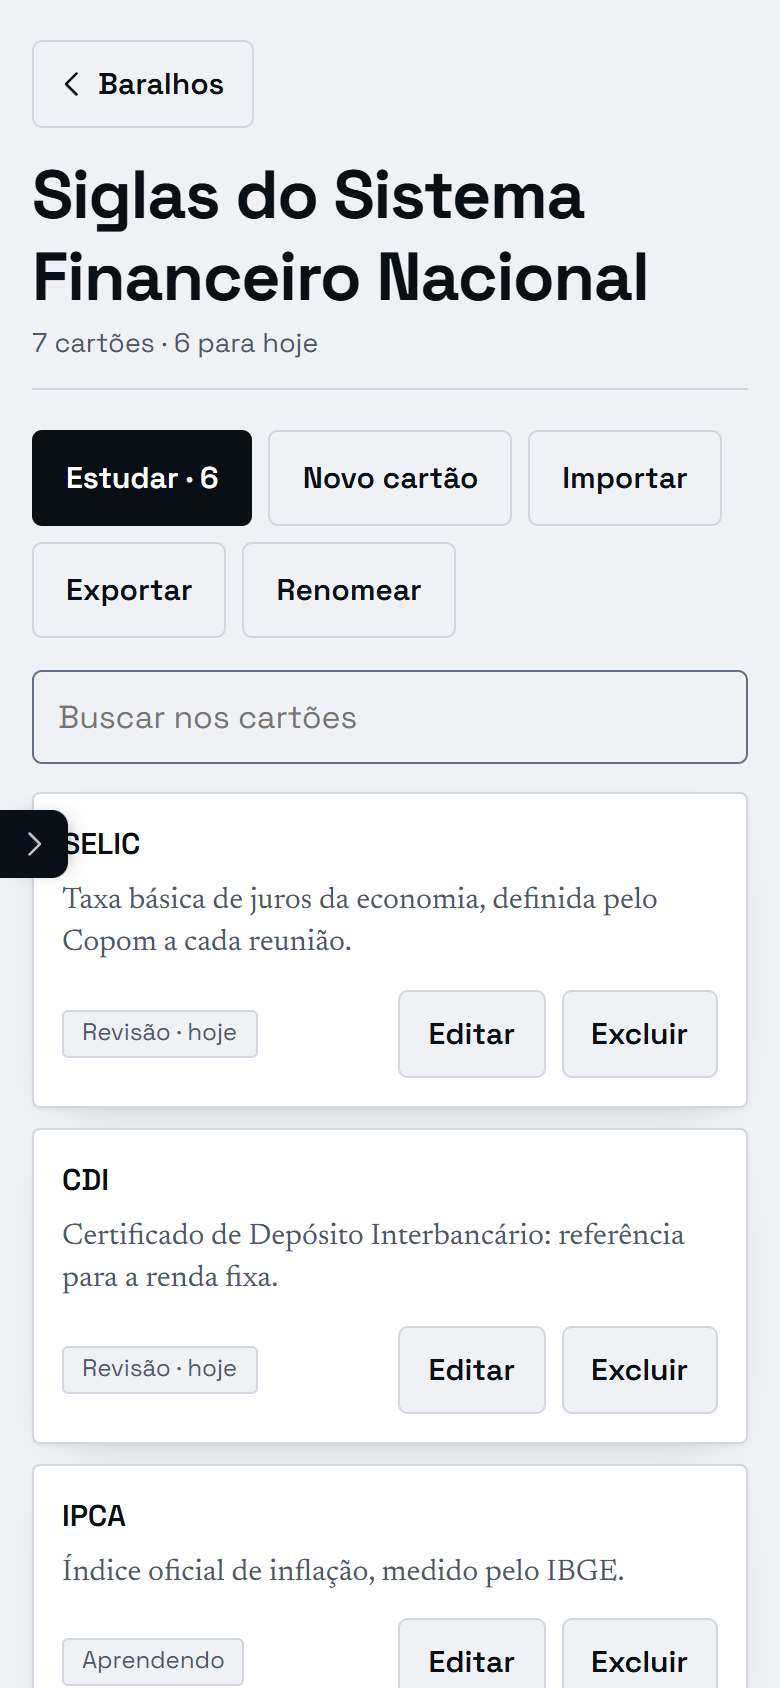 Baralhos
Siglas do Sistema
Financeiro Nacional
7 cartões · 6 para hoje
Estudar · 6
Novo cartão
Importar
Exportar
Renomear
Buscar nos cartões
SELIC
Taxa básica de juros da economia, definida pelo
Copom a cada reunião.
Revisão · hoje
Editar
Excluir
CDI
Certificado de Depósito Interbancário: referência
para a renda fixa.
Revisão · hoje
Editar
Excluir
IPCA
Índice oficial de inflação, medido pelo IBGE.
Aprendendo
Editar
Excluir